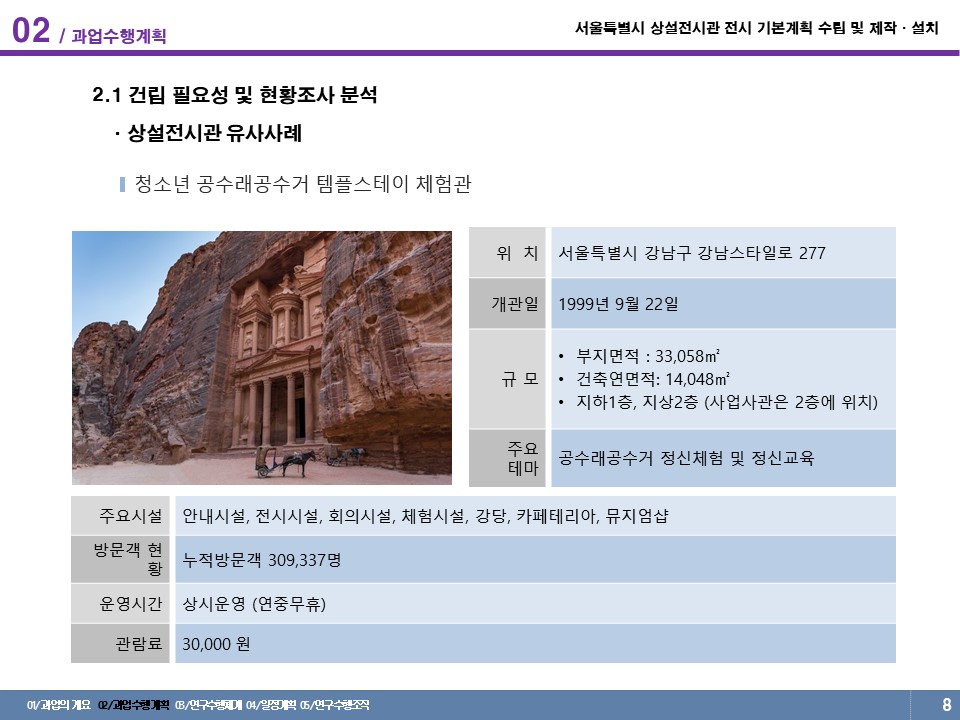 02 / 과업수행계획
서울특별시 상설전시관 전시 기본계획 수립 및 제작 · 설치
2.1 건립 필요성 및 현황조사 분석
· 상설전시관 유사사례
청소년 공수래공수거 템플스테이 체험관
위 치
서울특별시 강남구 강남스타일로 277
개관일
1999년 9월 22일
규 모
• 부지면적 : 33,058㎡
• 건축연면적: 14,048㎡
• 지하1층, 지상2층 (사업사관은 2층에 위치)
주요
테마
공수래공수거 정신체험 및 정신교육
주요시설
안내시설, 전시시설, 회의시설, 체험시설, 강당, 카페테리아, 뮤지엄샵
방문객 현
황
누적방문객 309,337명
운영시간
상시운영 (연중무휴)
관람료
30,000 원
01/과업의 개요 02/과업수행계획 03/연구수행체계 04/일정계획 05/연구수행조직
8